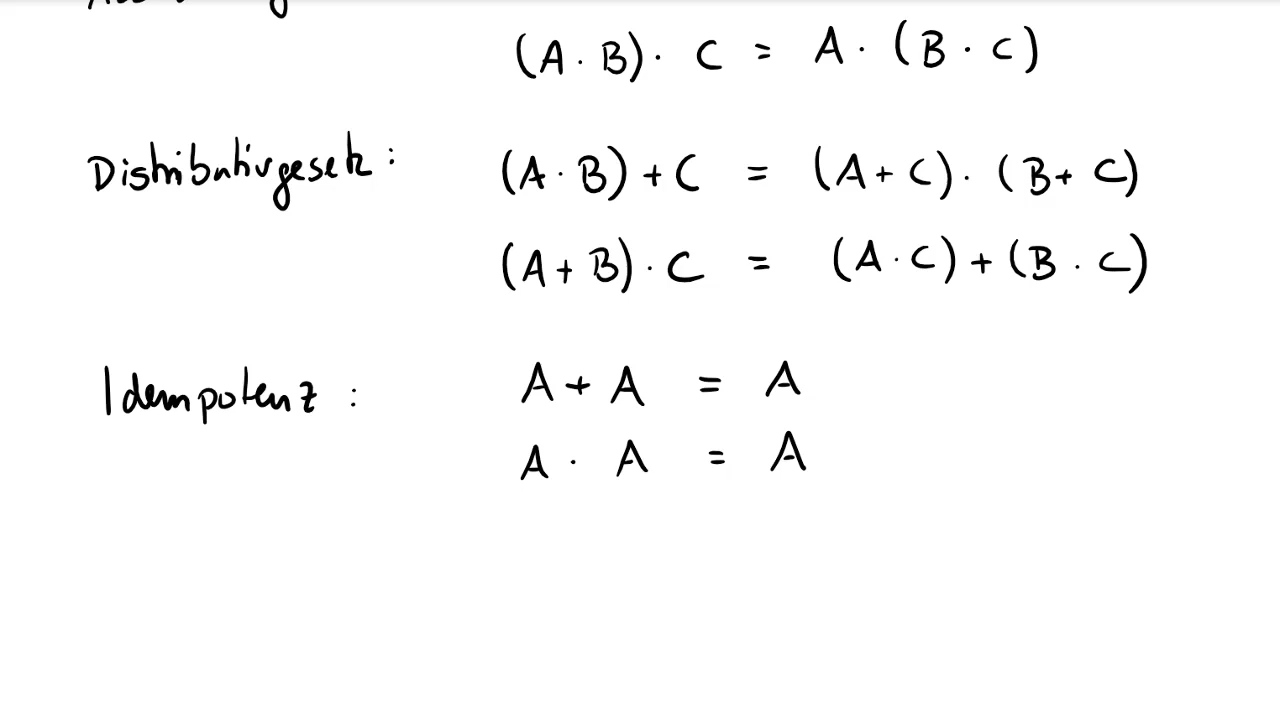 (A · B) · C = A · (B · C)
Distributivgesetz: (A · B) + C = (A + C) · (B + C)
(A + B) · C = (A · C) + (B · C)
Idempotenz: A + A = A
A · A = A